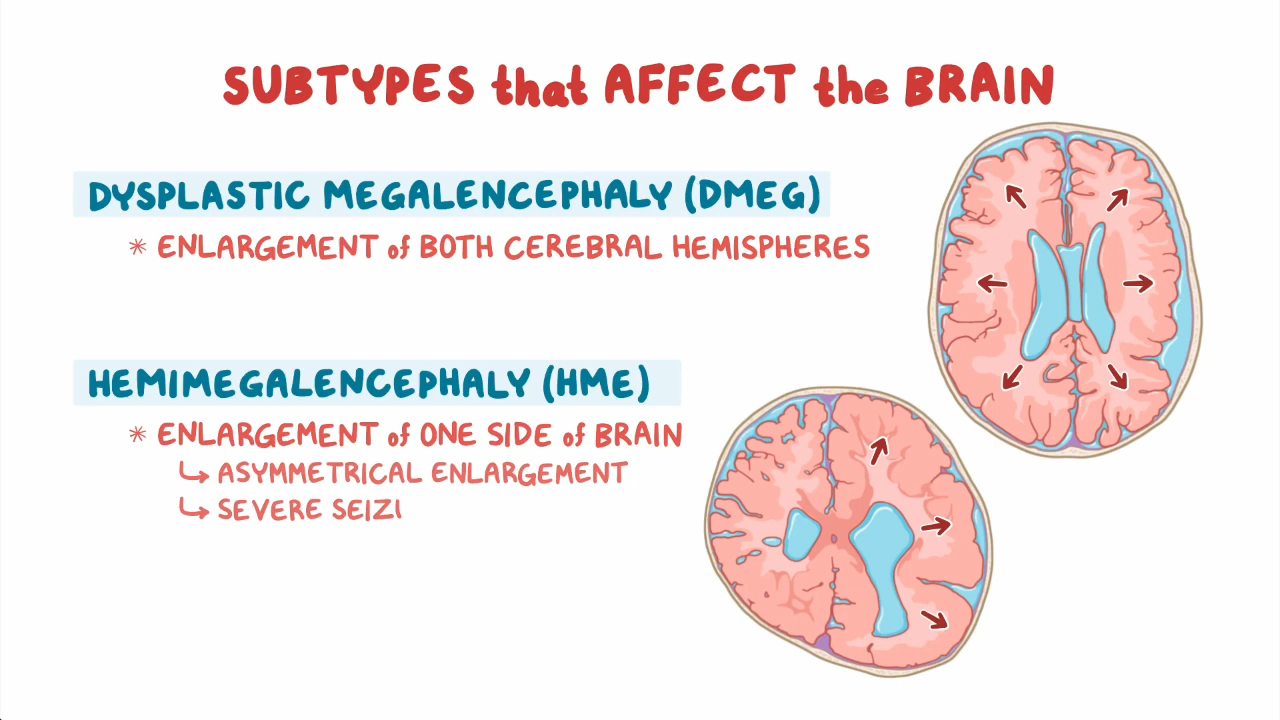 SUBTYPES that AFFECT the BRAIN
DYSPLASTIC MEGALENCEPHALY (DMEG)
* ENLARGEMENT of BOTH CEREBRAL HEMISPHERES
HEMIMEGALENCEPHALY (HME)
* ENLARGEMENT of ONE SIDE of BRAIN
↳ ASYMMETRICAL ENLARGEMENT
↳ SEVERE SEIZI